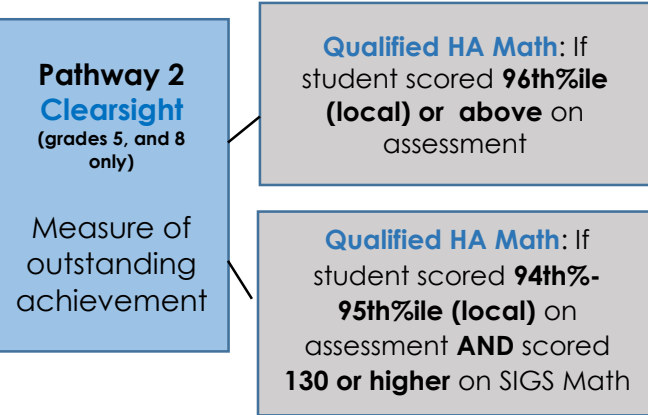 Pathway 2
Clearsight
(grades 5, and 8
only)
Measure of
outstanding
achievement
Qualified HA Math: If
student scored 96th%ile
(local) or above on
assessment
Qualified HA Math: If
student scored 94th%-
95th%ile (local) on
assessment AND scored
130 or higher on SIGS Math